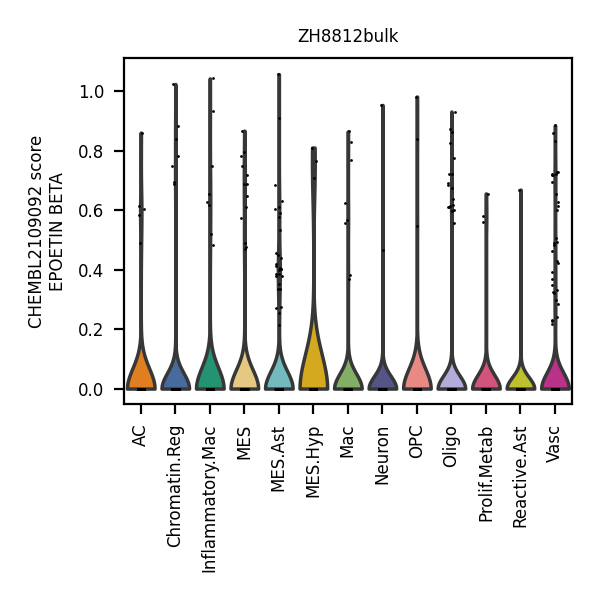 ZH8812bulk
CHEMBL2109092 score
EPOETIN BETA
1.0
0.8
0.6
0.4
0.2
0.0
AC
Chromatin.Reg
Inflammatory.Mac
MES
MES.Ast
MES.Hyp
Mac
Neuron
OPC
Oligo
Prolif.Metab
Reactive.Ast
Vasc